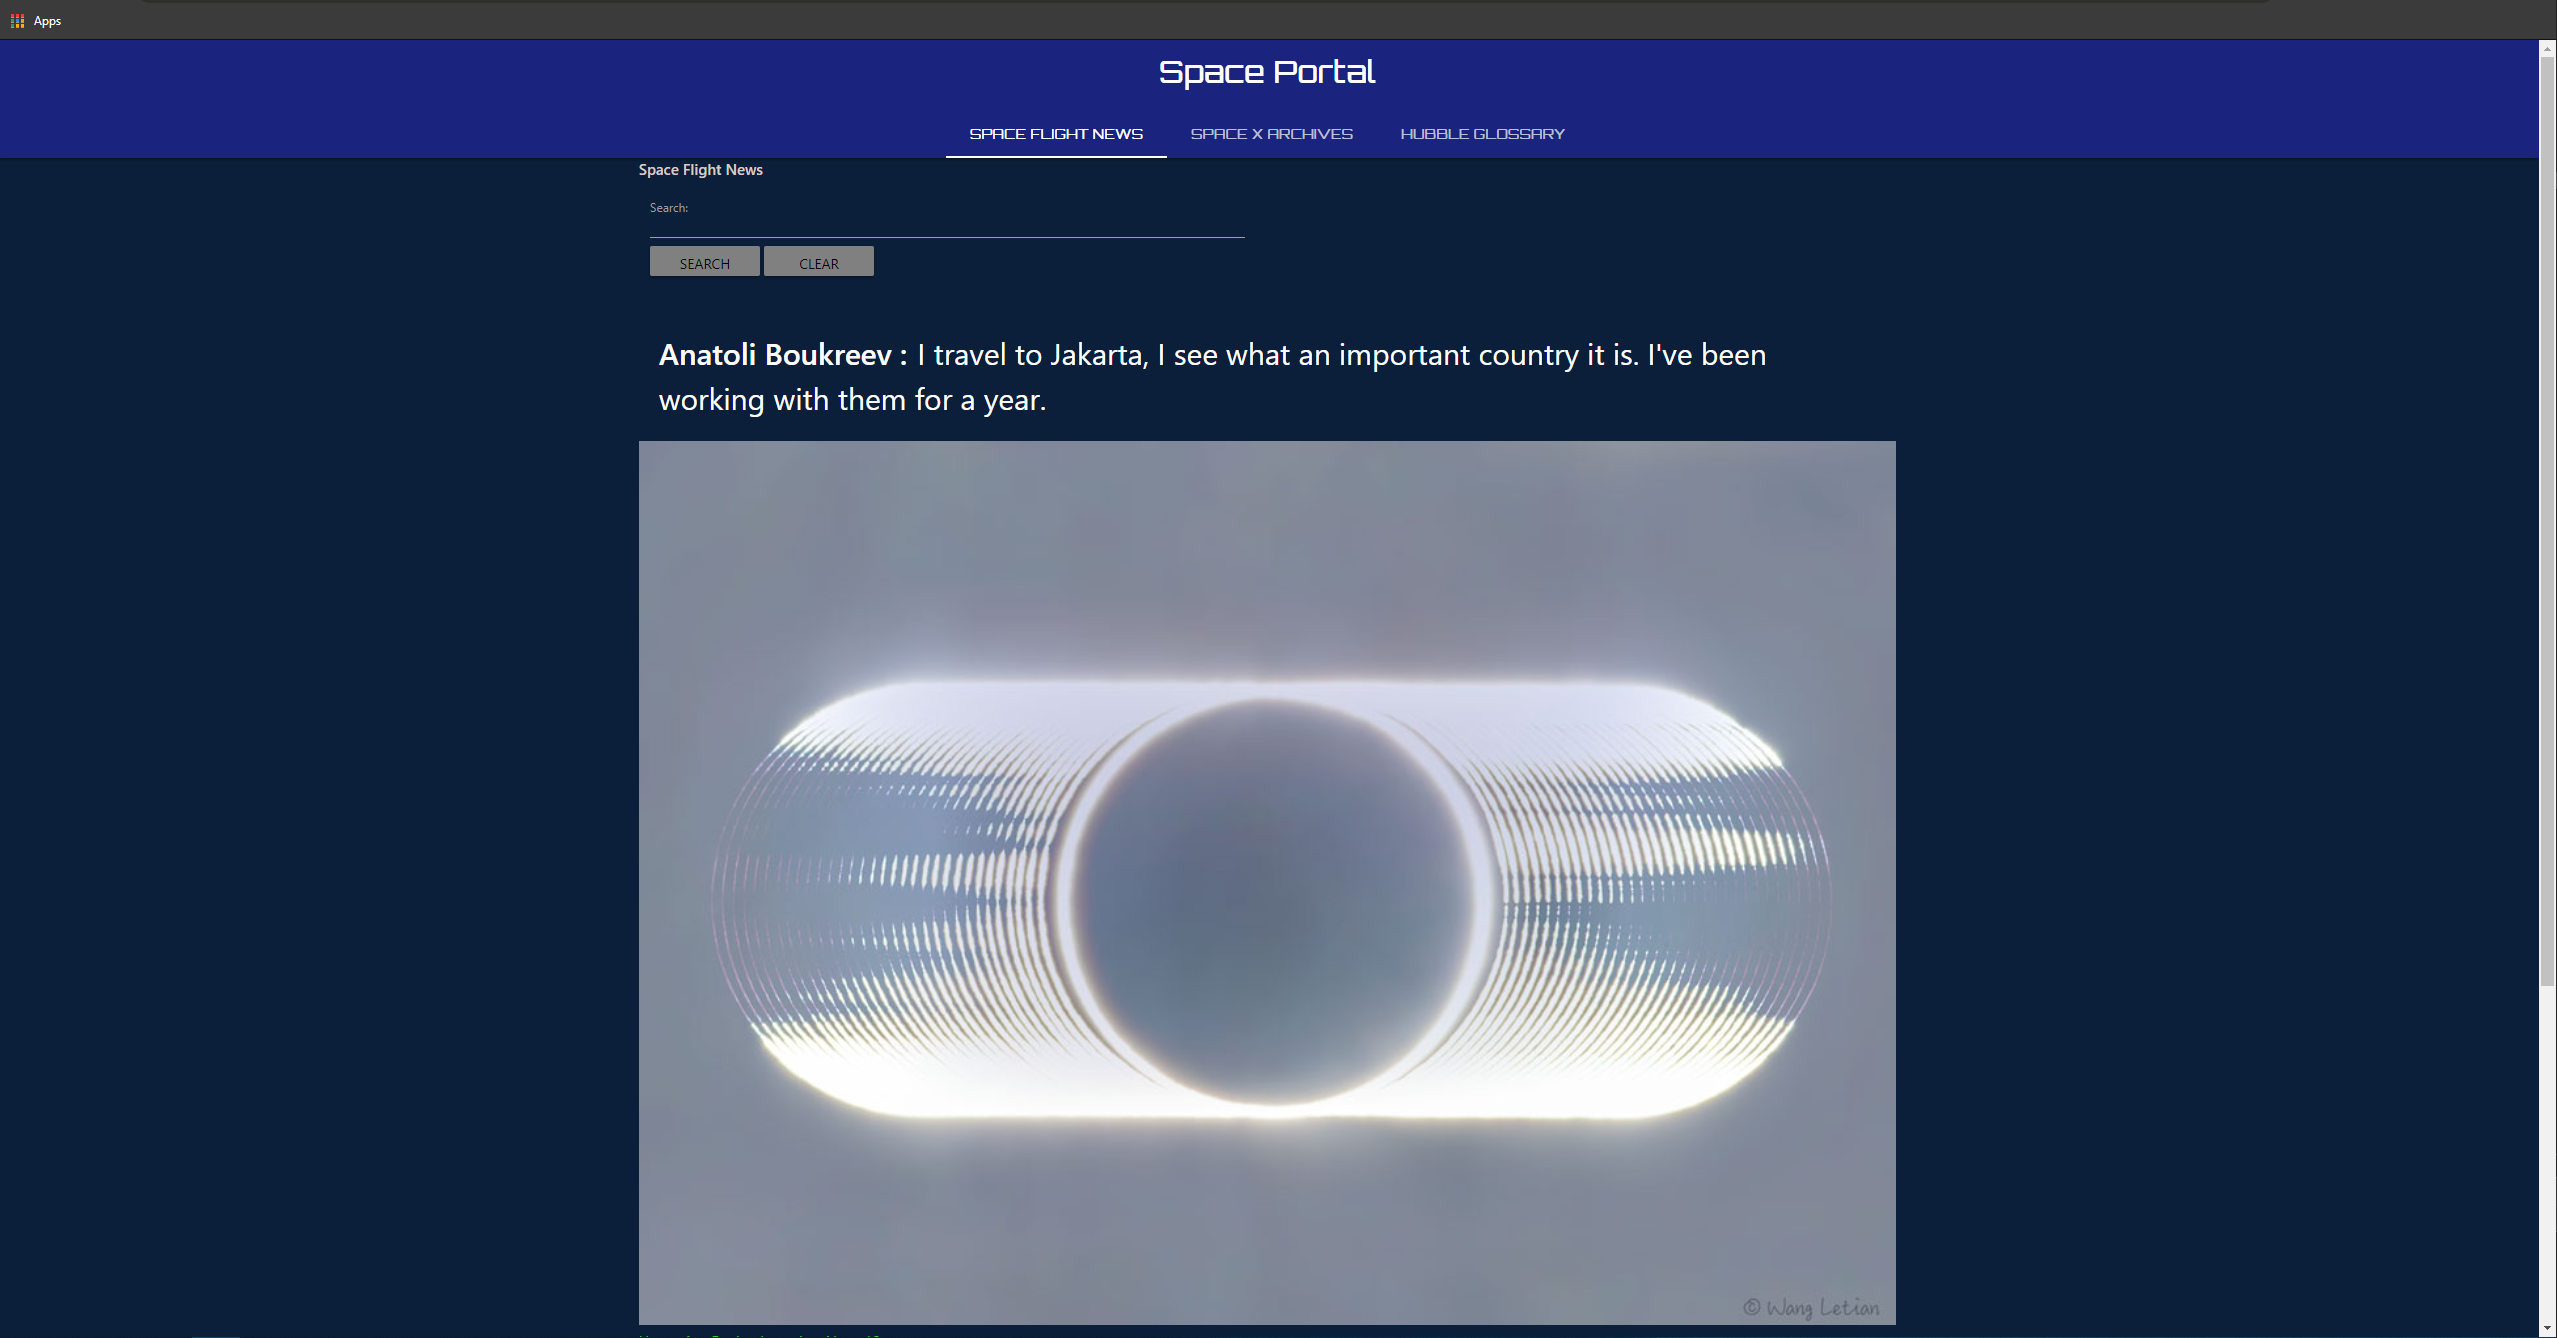 Apps
Space Portal
SPACE FLIGHT NEWS SPACE X ARCHIVES HUBBLE GLOSSARY
Space Flight News
Search:
SEARCH CLEAR
Anatoli Boukreev : I travel to Jakarta, I see what an important country it is. I've been
working with them for a year.
© Wang Letian